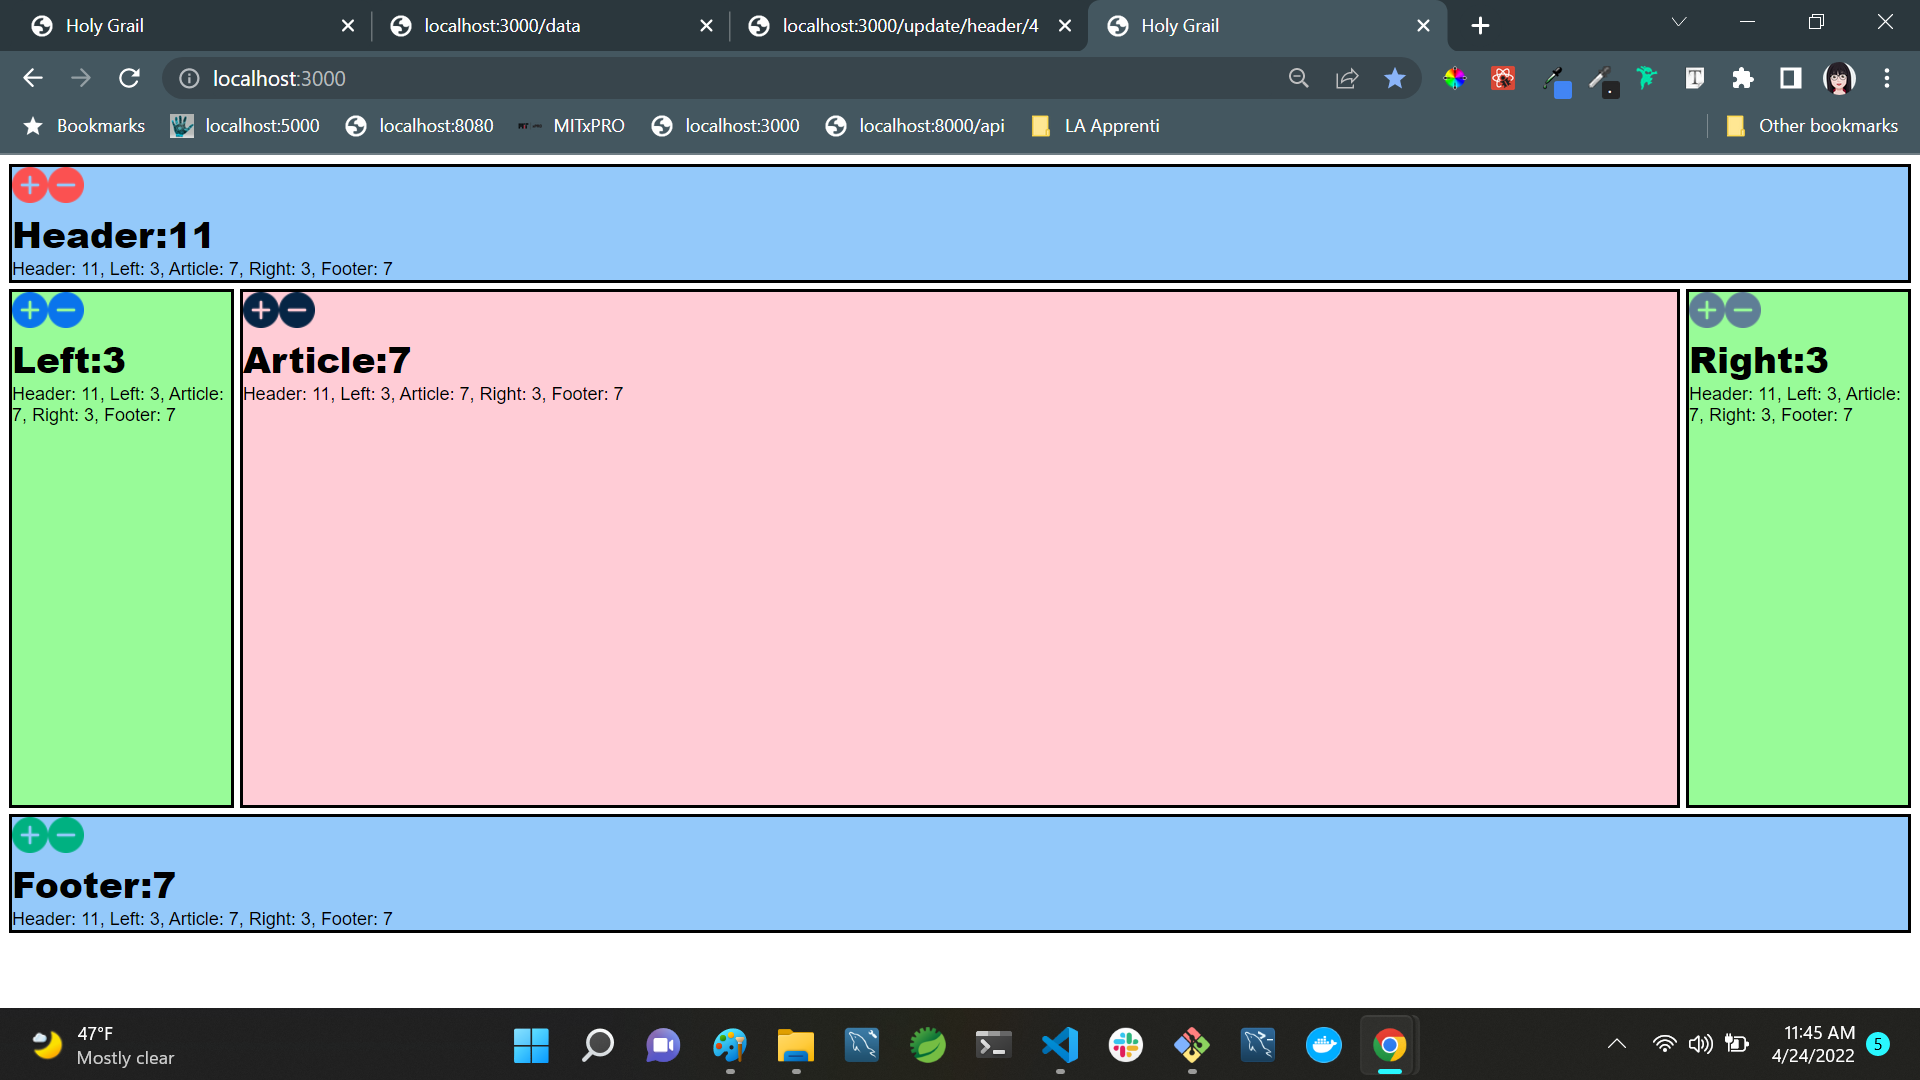 Holy Grail
localhost:3000/data
localhost:3000/update/header/4
Holy Grail
localhost:3000
Bookmarks
localhost:5000
localhost:8080
MITxPRO
localhost:3000
localhost:8000/api
LA Apprenti
Other bookmarks
Header:11
Header: 11, Left: 3, Article: 7, Right: 3, Footer: 7
Left:3
Header: 11, Left: 3, Article:
7, Right: 3, Footer: 7
Article:7
Header: 11, Left: 3, Article: 7, Right: 3, Footer: 7
Right:3
Header: 11, Left: 3, Article:
7, Right: 3, Footer: 7
Footer:7
Header: 11, Left: 3, Article: 7, Right: 3, Footer: 7
47°F
Mostly clear
11:45 AM
4/24/2022
5